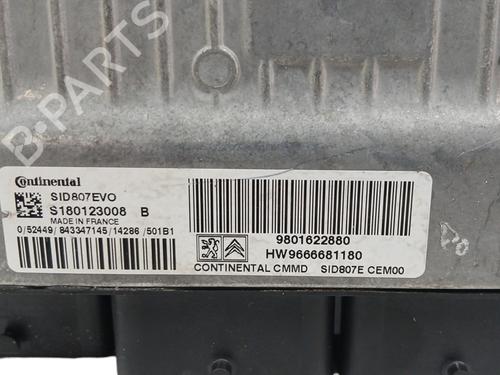 B-PARTS
Continental
SID807EVO
S180123008 B
MADE IN FRANCE
0/52449/843347145/14286/501B1
9801622880
HW9666681180
CONTINENTAL CMMD SID807E CEM00